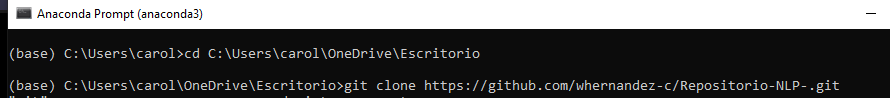 Anaconda Prompt (anaconda3)
(base) C:\Users\carol>cd C:\Users\carol\OneDrive\Escritorio
(base) C:\Users\carol\OneDrive\Escritorio>git clone https://github.com/whernandez-c/Repositorio-NLP-.git